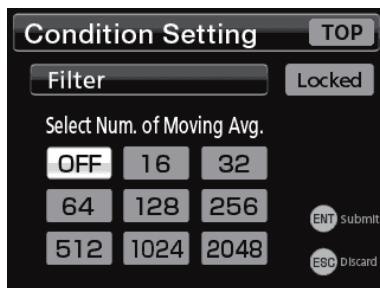 Condition Setting TOP
Filter Locked
Select Num. of Moving Avg.
OFF 16 32
64 128 256
ENT Submit
512 1024 2048
ESC Discard